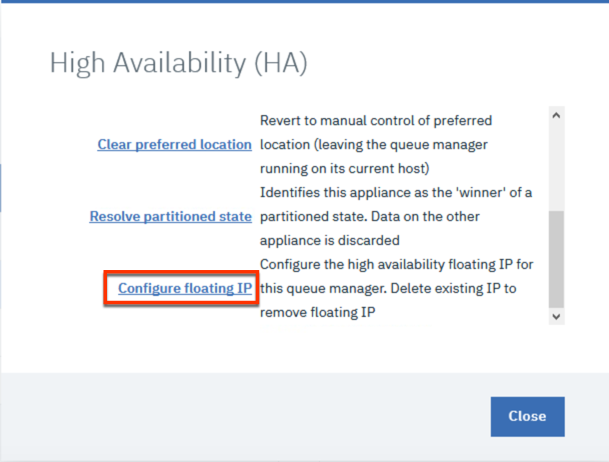 High Availability (HA)
Revert to manual control of preferred
Clear preferred location location (leaving the queue manager
running on its current host)
Identifies this appliance as the 'winner' of a
Resolve partitioned state partitioned state. Data on the other
appliance is discarded
Configure the high availability floating IP for
Configure floating IP this queue manager. Delete existing IP to
remove floating IP
Close